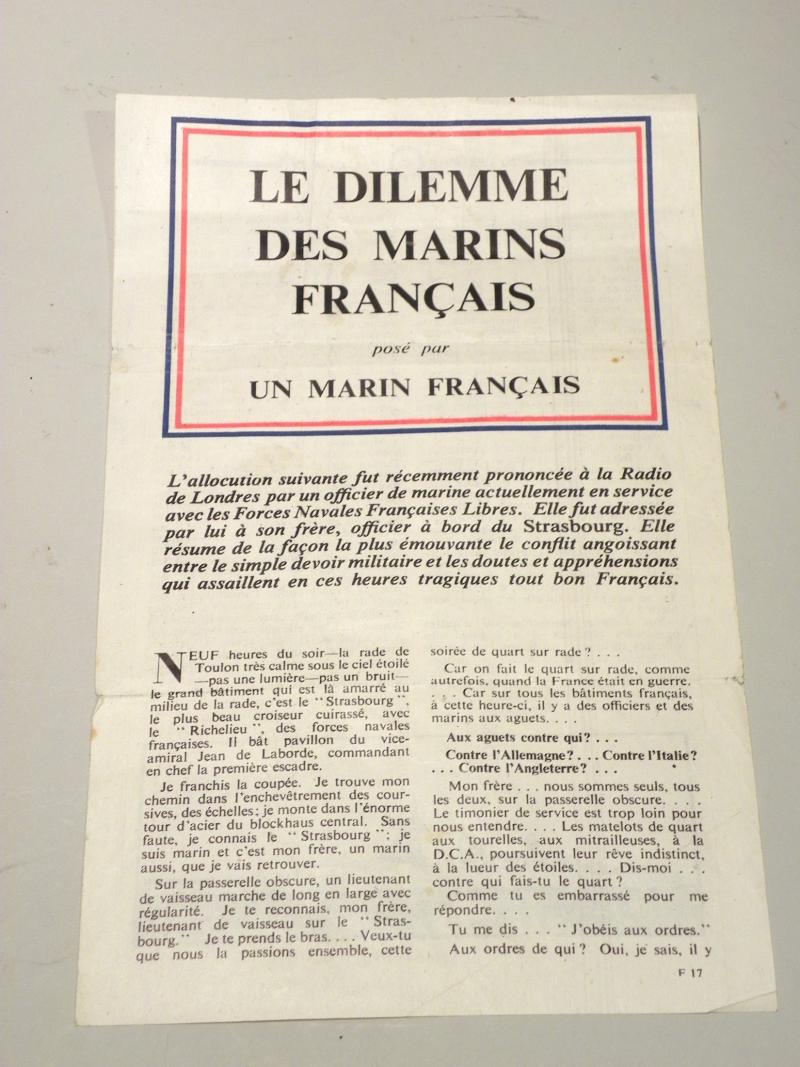 LE DILEMME
DES MARINS
FRANÇAIS
posé par
UN MARIN FRANÇAIS
L'allocution suivante fut récemment prononcée à la Radio
de Londres par un officier de marine actuellement en service
avec les Forces Navales Françaises Libres. Elle fut adressée
par lui à son frère, officier à bord du Strasbourg. Elle
résume de la façon la plus émouvante le conflit angoissant
entre le simple devoir militaire et les doutes et appréhensions
qui assaillent en ces heures tragiques tout bon Français.
NEUF heures du soir—la rade de
Toulon très calme sous le ciel étoilé
—pas une lumière—pas un bruit—
le grand bâtiment qui est là amarré au
milieu de la rade, c'est le "Strasbourg",
le plus beau croiseur cuirassé, avec
le "Richelieu", des forces navales
françaises. Il bât pavillon du vice-
amiral Jean de Laborde, commandant
en chef la première escadre.
Je franchis la coupée. Je trouve mon
chemin dans l'enchevêtrement des cour-
sives, des échelles; je monte dans l'énorme
tour d'acier du blockhaus central. Sans
faute, je connais le "Strasbourg"; je
suis marin et c'est mon frère, un marin
aussi, que je vais retrouver.
Sur la passerelle obscure, un lieutenant
de vaisseau marche de long en large avec
régularité. Je te reconnais, mon frère,
lieutenant de vaisseau sur le "Stras-
bourg." Je te prends le bras.... Veux-tu
que nous la passions ensemble, cette
soirée de quart sur rade? . . .
Car on fait le quart sur rade, comme
autrefois, quand la France était en guerre.
. . . Car sur tous les bâtiments français,
à cette heure-ci, il y a des officiers et des
marins aux aguets. . . .
Aux aguets contre qui? . . .
Contre l'Allemagne? . . . Contre l'Italie?
. . . Contre l'Angleterre? . . .
Mon frère . . . nous sommes seuls, tous
les deux, sur la passerelle obscure. . . .
Le timonier de service est trop loin pour
nous entendre. . . . Les matelots de quart
aux tourelles, aux mitrailleuses, à la
D.C.A., poursuivent leur rêve indistinct,
à la lueur des étoiles. . . . Dis-moi . . .
contre qui fais-tu le quart?
Comme tu es embarrassé pour me
répondre. . . .
Tu me dis . . . "J'obéis aux ordres."
Aux ordres de qui? Oui, je sais, il y
F 17